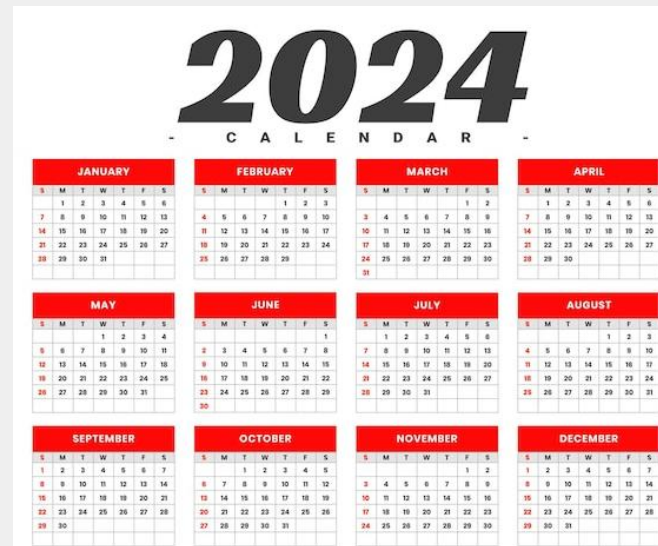 2024
- CALENDAR -
JANUARY
S M T W T F S
1 2 3 4 5 6
7 8 9 10 11 12 13
14 15 16 17 18 19 20
21 22 23 24 25 26 27
28 29 30 31
FEBRUARY
S M T W T F S
1 2 3
4 5 6 7 8 9 10
11 12 13 14 15 16 17
18 19 20 21 22 23 24
25 26 27 28 29
MARCH
S M T W T F S
1 2
3 4 5 6 7 8 9
10 11 12 13 14 15 16
17 18 19 20 21 22 23
24 25 26 27 28 29 30
31
APRIL
S M T W T F S
1 2 3 4 5 6
7 8 9 10 11 12 13
14 15 16 17 18 19 20
21 22 23 24 25 26 27
28 29 30
MAY
S M T W T F S
1 2 3 4
5 6 7 8 9 10 11
12 13 14 15 16 17 18
19 20 21 22 23 24 25
26 27 28 29 30 31
JUNE
S M T W T F S
1
2 3 4 5 6 7 8
9 10 11 12 13 14 15
16 17 18 19 20 21 22
23 24 25 26 27 28 29
30
JULY
S M T W T F S
1 2 3 4 5 6
7 8 9 10 11 12 13
14 15 16 17 18 19 20
21 22 23 24 25 26 27
28 29 30 31
AUGUST
S M T W T F S
1 2 3
4 5 6 7 8 9 10
11 12 13 14 15 16 17
18 19 20 21 22 23 24
25 26 27 28 29 30 31
SEPTEMBER
S M T W T F S
1 2 3 4 5 6 7
8 9 10 11 12 13 14
15 16 17 18 19 20 21
22 23 24 25 26 27 28
29 30
OCTOBER
S M T W T F S
1 2 3 4 5
6 7 8 9 10 11 12
13 14 15 16 17 18 19
20 21 22 23 24 25 26
27 28 29 30 31
NOVEMBER
S M T W T F S
1 2
3 4 5 6 7 8 9
10 11 12 13 14 15 16
17 18 19 20 21 22 23
24 25 26 27 28 29 30
DECEMBER
S M T W T F S
1 2 3 4 5 6 7
8 9 10 11 12 13 14
15 16 17 18 19 20 21
22 23 24 25 26 27 28
29 30 31